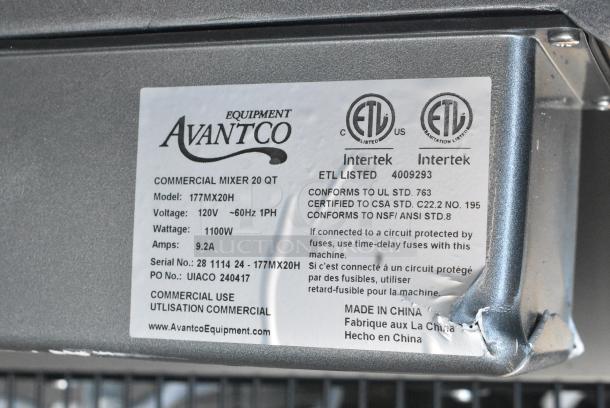 EQUIPMENT
AVANTCO
COMMERCIAL MIXER 20 QT
Model: 177MX20H
Voltage: 120V ~60Hz 1PH
Wattage: 1100W
Amps: 9.2A
Serial No.: 28 1114 24 - 177MX20H
PO No.: UIACO 240417
COMMERCIAL USE
UTLISATION COMMERCIAL
www.AvantcoEquipment.com
C ETL US
LISTED
Intertek
ETL
SANITATION LISTED
Intertek
ETL LISTED 4009293
CONFORMS TO UL STD. 763
CERTIFIED TO CSA STD. C22.2 NO. 195
CONFORMS TO NSF/ ANSI STD.8
If connected to a circuit protected by
fuses, use time-delay fuses with this
machine.
Si c'est connecté à un circuit protégé
par des fusibles, utiliser
retard-fusible pour la machine.
MADE IN CHINA
Fabrique aux La China
Hecho en China